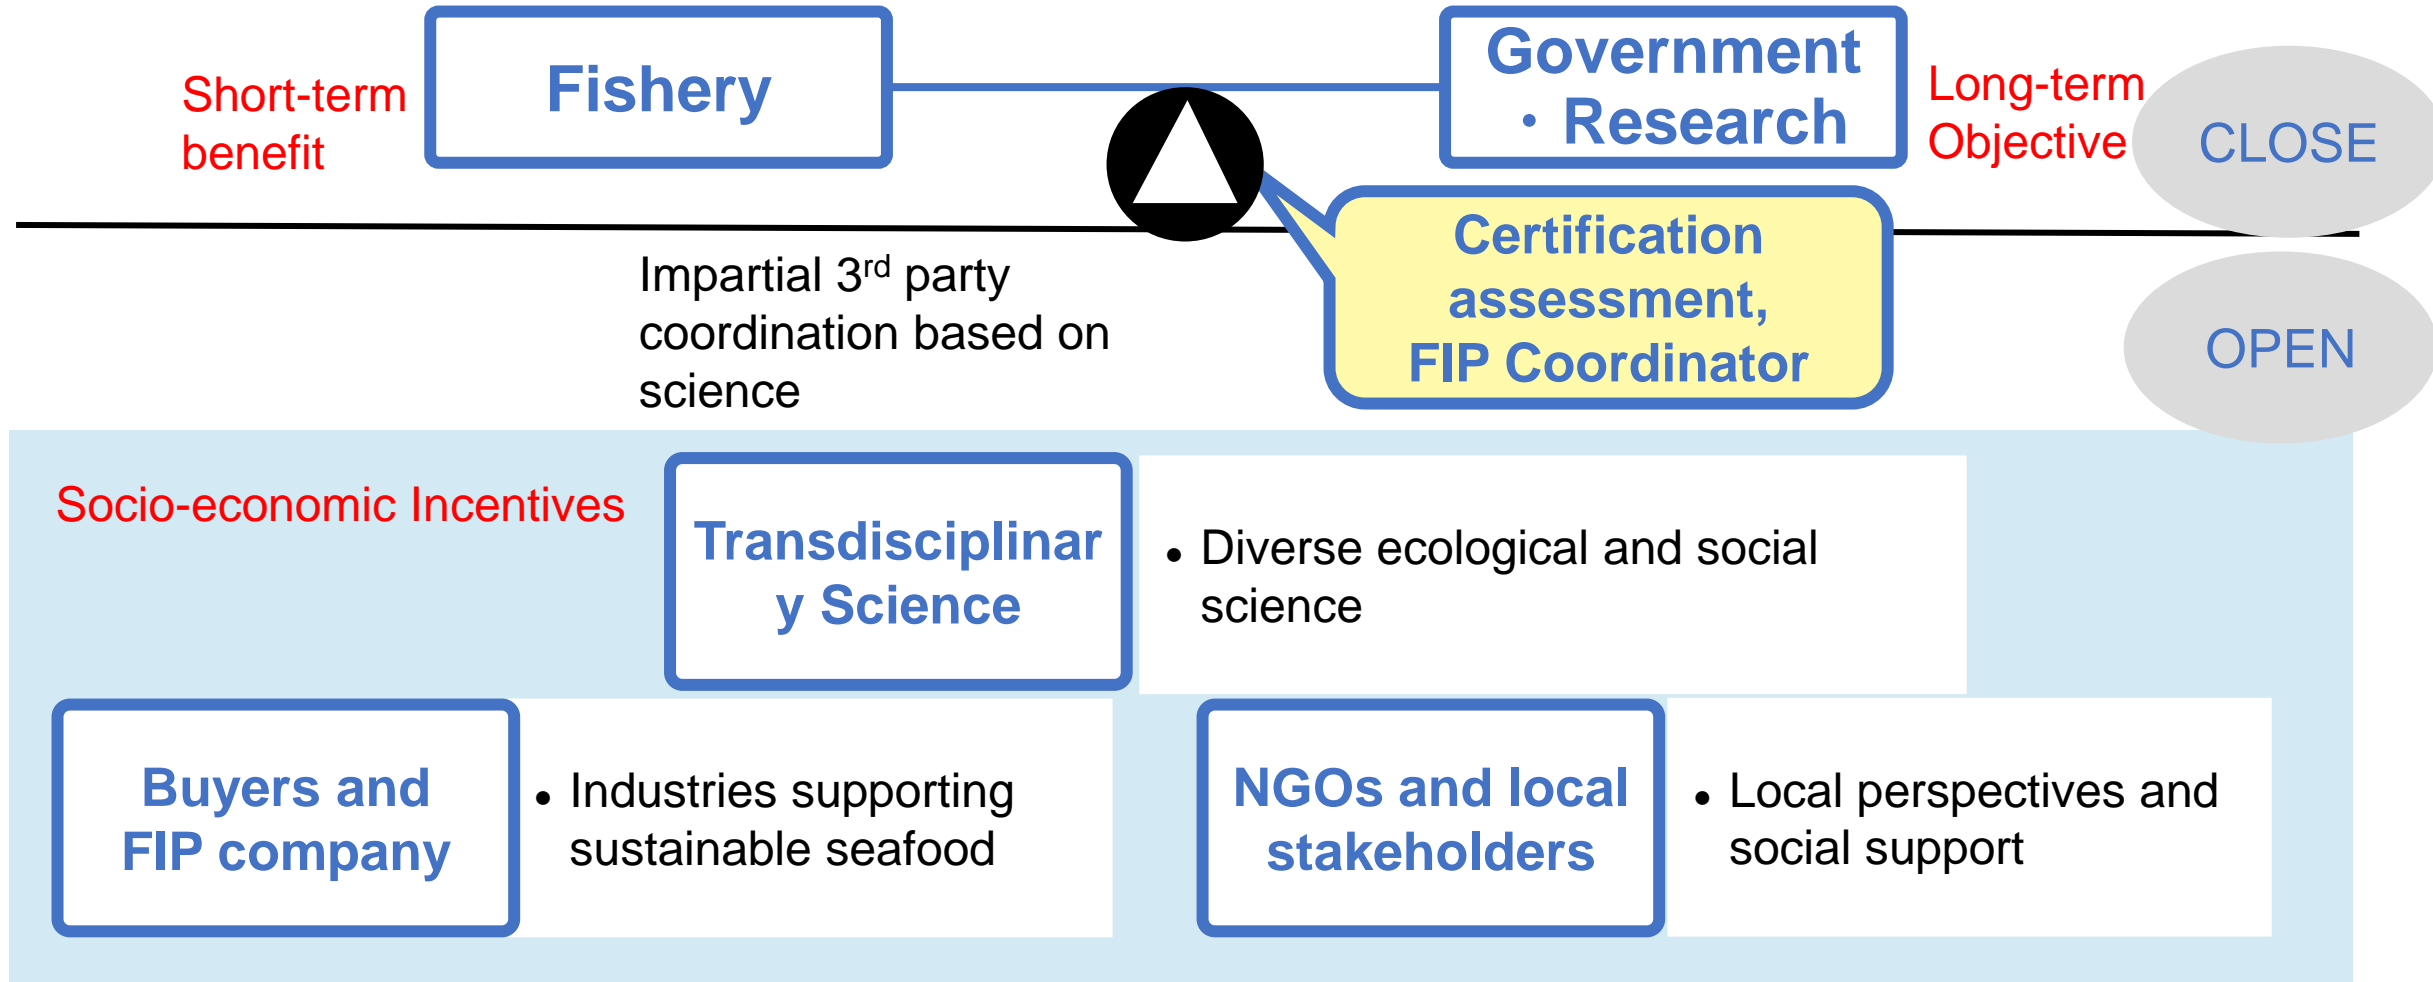 Short-term
benefit
Fishery
Government
・Research
Long-term
Objective
CLOSE
Impartial 3rd party
coordination based on
science
Certification
assessment,
FIP Coordinator
OPEN
Socio-economic Incentives
Transdisciplinar
y Science
• Diverse ecological and social
science
Buyers and
FIP company
• Industries supporting
sustainable seafood
NGOs and local
stakeholders
• Local perspectives and
social support